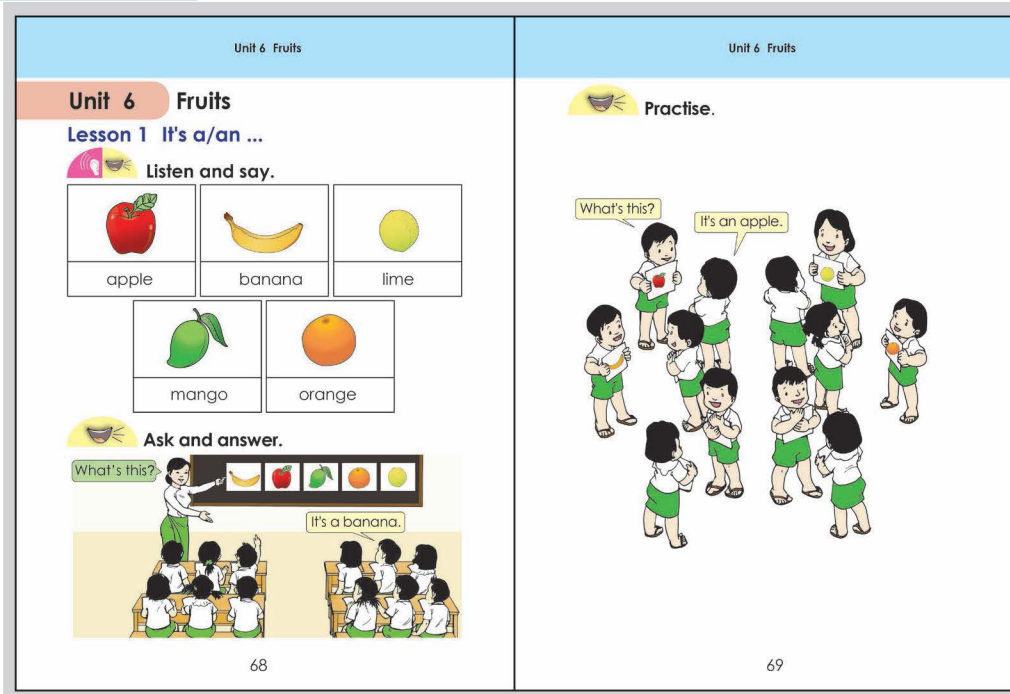 Unit 6 Fruits
Unit 6 Fruits
Lesson 1 It's a/an ...
Listen and say.
apple
banana
lime
mango
orange
Ask and answer.
What's this?
It's a banana.
68
Unit 6 Fruits
Practise.
What's this?
It's an apple.
69